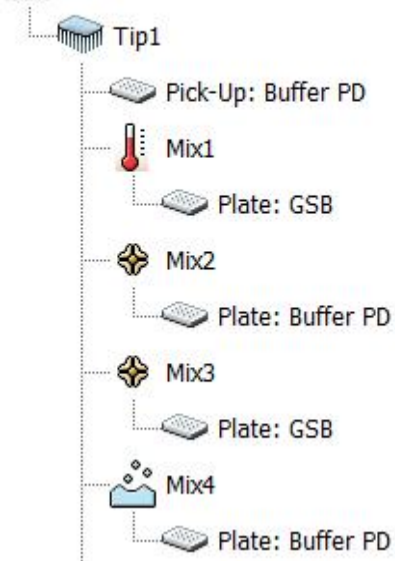 Tip1
Pick-Up: Buffer PD
Mix1
Plate: GSB
Mix2
Plate: Buffer PD
Mix3
Plate: GSB
Mix4
Plate: Buffer PD